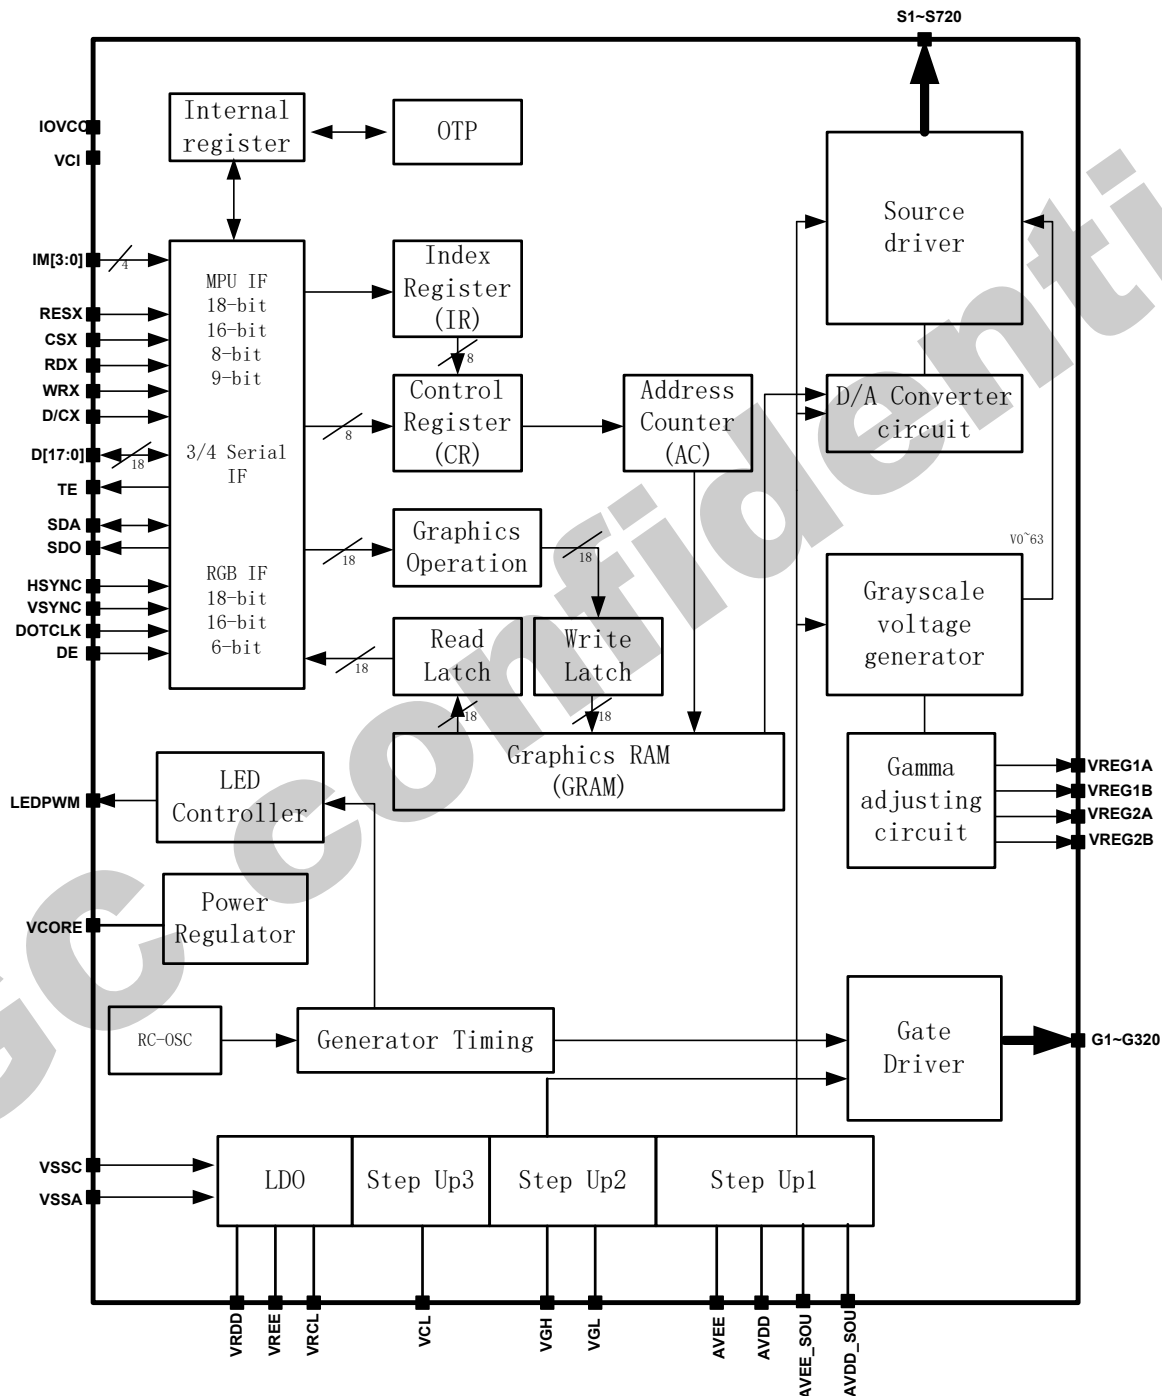 S1~S720
IOVCC
VCI
Internal
register
OTP
Source
driver
IM[3:0]
4
RESX
CSX
RDX
WRX
D/CX
D[17:0]
18
TE
SDA
SDO
HSYNC
VSYNC
DOTCLK
DE
MPU IF
18-bit
16-bit
8-bit
9-bit
3/4 Serial
IF
RGB IF
18-bit
16-bit
6-bit
Index
Register
(IR)
8
8
Control
Register
(CR)
Address
Counter
(AC)
D/A Converter
circuit
18
Graphics
Operation
18
V0~63
Grayscale
voltage
generator
18
Read
Latch
Write
Latch
18
18
Graphics RAM
(GRAM)
LED
Controller
LEDPWM
Gamma
adjusting
circuit
VREG1A
VREG1B
VREG2A
VREG2B
VCORE
Power
Regulator
RC-OSC
Generator Timing
Gate
Driver
G1~G320
VSSC
VSSA
LDO
Step Up3
Step Up2
Step Up1
VRDD
VREE
VRCL
VCL
VGH
VGL
AVEE
AVDD
AVEE_SOU
AVDD_SOU
GC confidenti